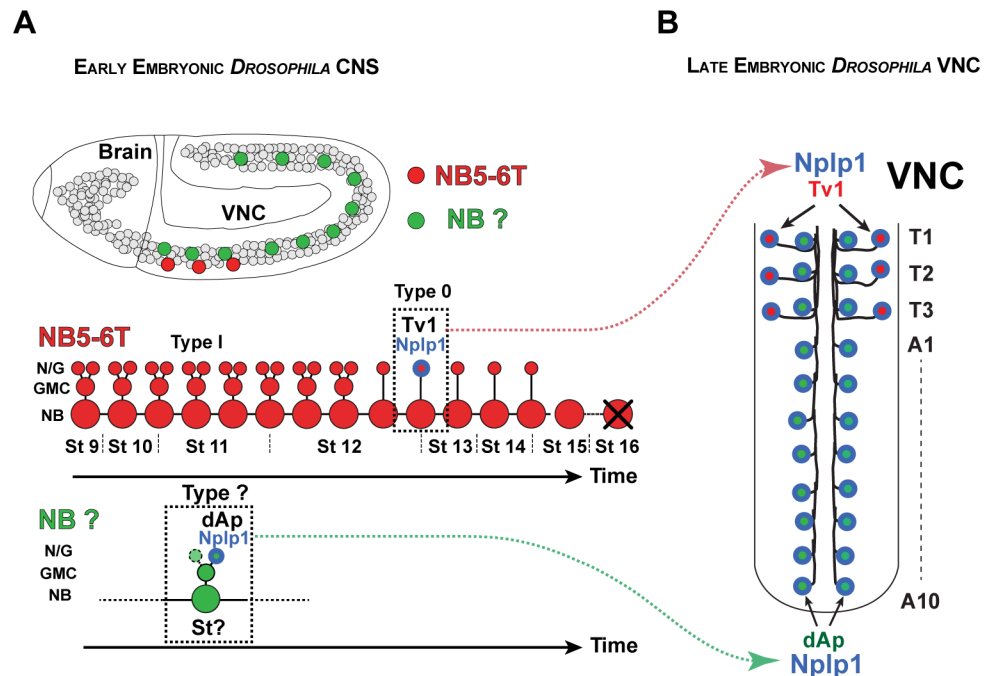 A
EARLY EMBRYONIC DROSOPHILA CNS
Brain
VNC
NB5-6T
NB ?
Type 0
NB5-6T
Type I
Tv1
Nplp1
N/G
GMC
NB
St 9
St 10
St 11
St 12
St 13
St 14
St 15
St 16
Time
Type ?
NB ?
dAp
Nplp1
N/G
GMC
NB
St?
Time
B
LATE EMBRYONIC DROSOPHILA VNC
Nplp1
VNC
Tv1
T1
T2
T3
A1
A10
dAp
Nplp1